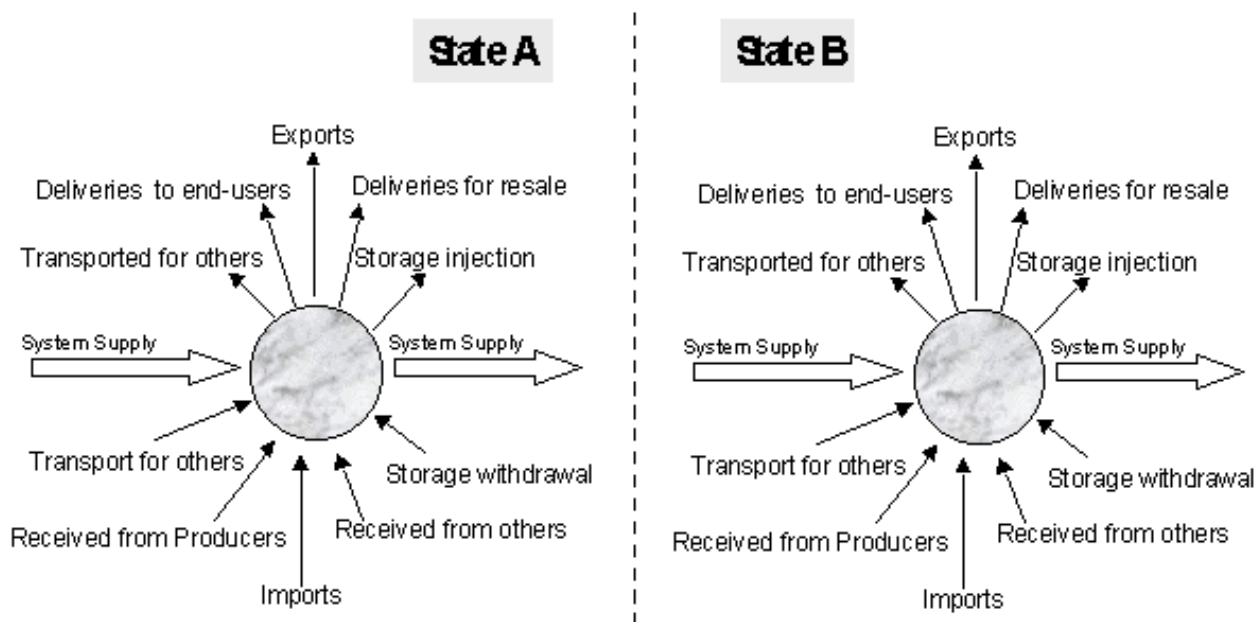 State A
Exports
Deliveries to end-users
Deliveries for resale
Transported for others
Storage injection
System Supply
System Supply
Transport for others
Storage withdrawal
Received from Producers
Received from others
Imports
State B
Exports
Deliveries to end-users
Deliveries for resale
Transported for others
Storage injection
System Supply
System Supply
Transport for others
Storage withdrawal
Received from Producers
Received from others
Imports